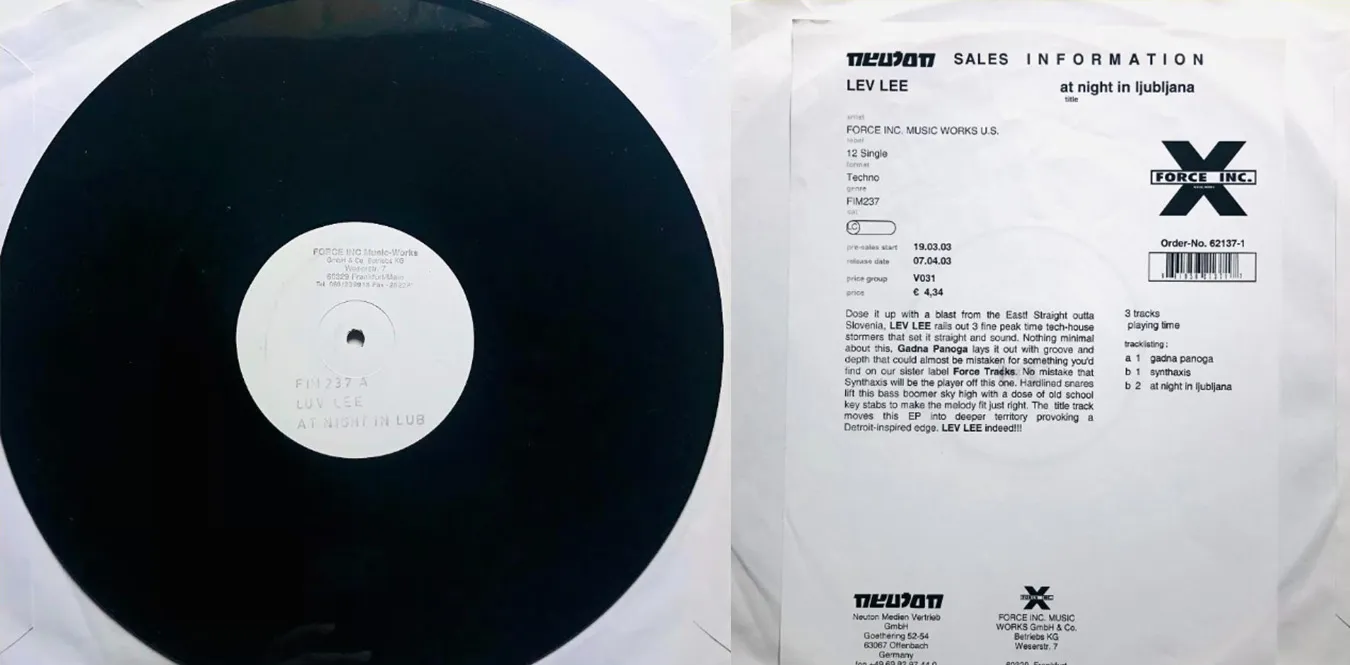 FORCE INC Music-Works
GmbH & Co. Betriebs KG
Weserstr. 7
60329 Frankfurt/Main
FIM237 A
LUV LEE
AT NIGHT IN LUB
neuton SALES INFORMATION
LEV LEE at night in ljubljana
title
artist
FORCE INC. MUSIC WORKS U.S.
label
12 Single
format
Techno
genre
FIM237
cat
LC
FORCE INC.
Order-No. 62137-1
pre-sales start 19.03.03
release date 07.04.03
price group V031
price € 4,34
Dose it up with a blast from the East! Straight outta
Slovenia, LEV LEE rails out 3 fine peak time tech-house
stormers that set it straight and sound. Nothing minimal
about this, Gadna Panoga lays it out with groove and
depth that could almost be mistaken for something you'd
find on our sister label Force Tracks. No mistake that
Synthaxis will be the player off this one. Hardlined snares
lift this bass boomer sky high with a dose of old school
key stabs to make the melody fit just right. The title track
moves this EP into deeper territory provoking a
Detroit-inspired edge. LEV LEE indeed!!!
3 tracks
playing time
tracklisting:
a 1 gadna panoga
b 1 synthaxis
b 2 at night in ljubljana
neuton
Neuton Medien Vertrieb
GmbH
Goethering 52-54
63067 Offenbach
Germany
FORCE INC
FORCE INC. MUSIC
WORKS GmbH & Co.
Betriebs KG
Weserstr. 7